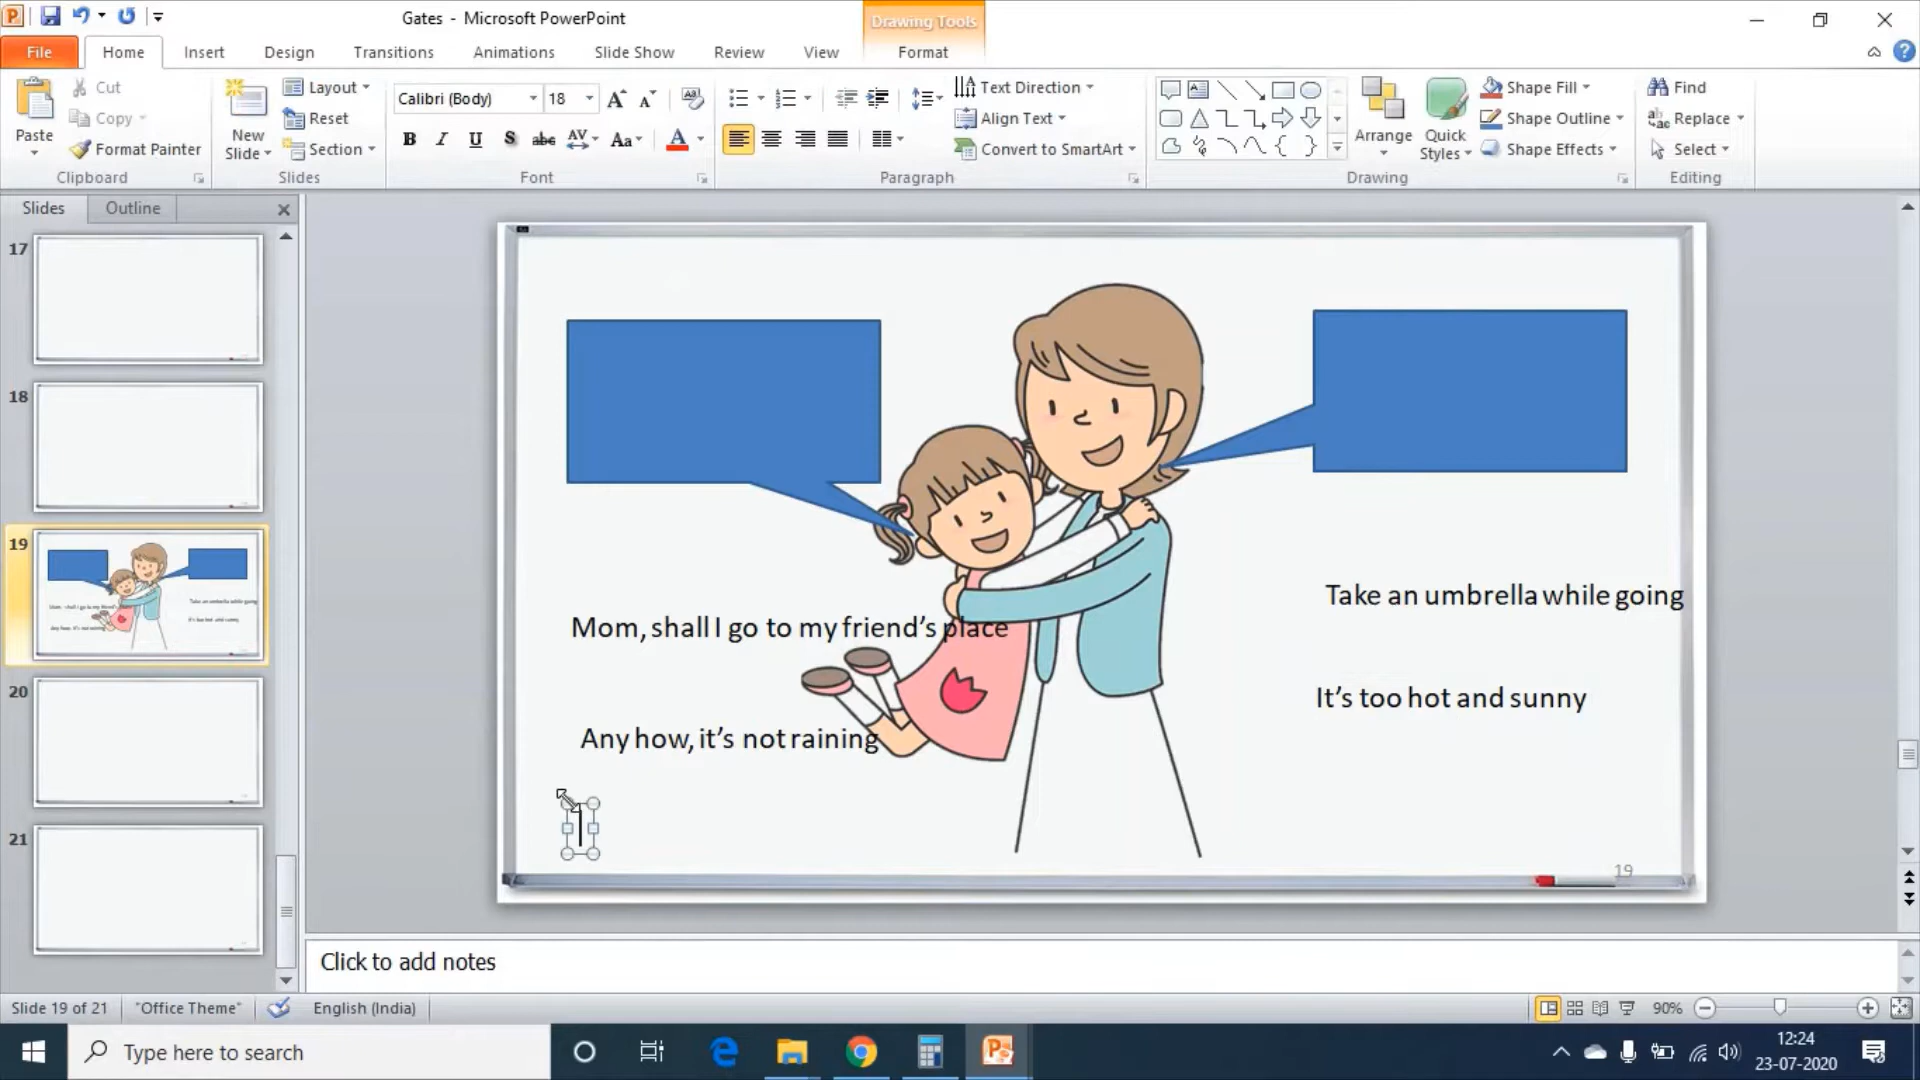 Gates - Microsoft PowerPoint
Drawing Tools
File Home Insert Design Transitions Animations Slide Show Review View Format
Paste
Cut
Copy
Format Painter
Clipboard
New Slide
Layout
Reset
Section
Slides
Calibri (Body) 18
Font
Text Direction
Align Text
Convert to SmartArt
Paragraph
Arrange
Quick Styles
Shape Fill
Shape Outline
Shape Effects
Drawing
Find
Replace
Select
Editing
Slides Outline
17
18
19
20
21
Mom, shall I go to my friend's place
Any how, it's not raining
Take an umbrella while going
It's too hot and sunny
19
Click to add notes
Slide 19 of 21 "Office Theme" English (India) 90%
Type here to search
12:24
23-07-2020